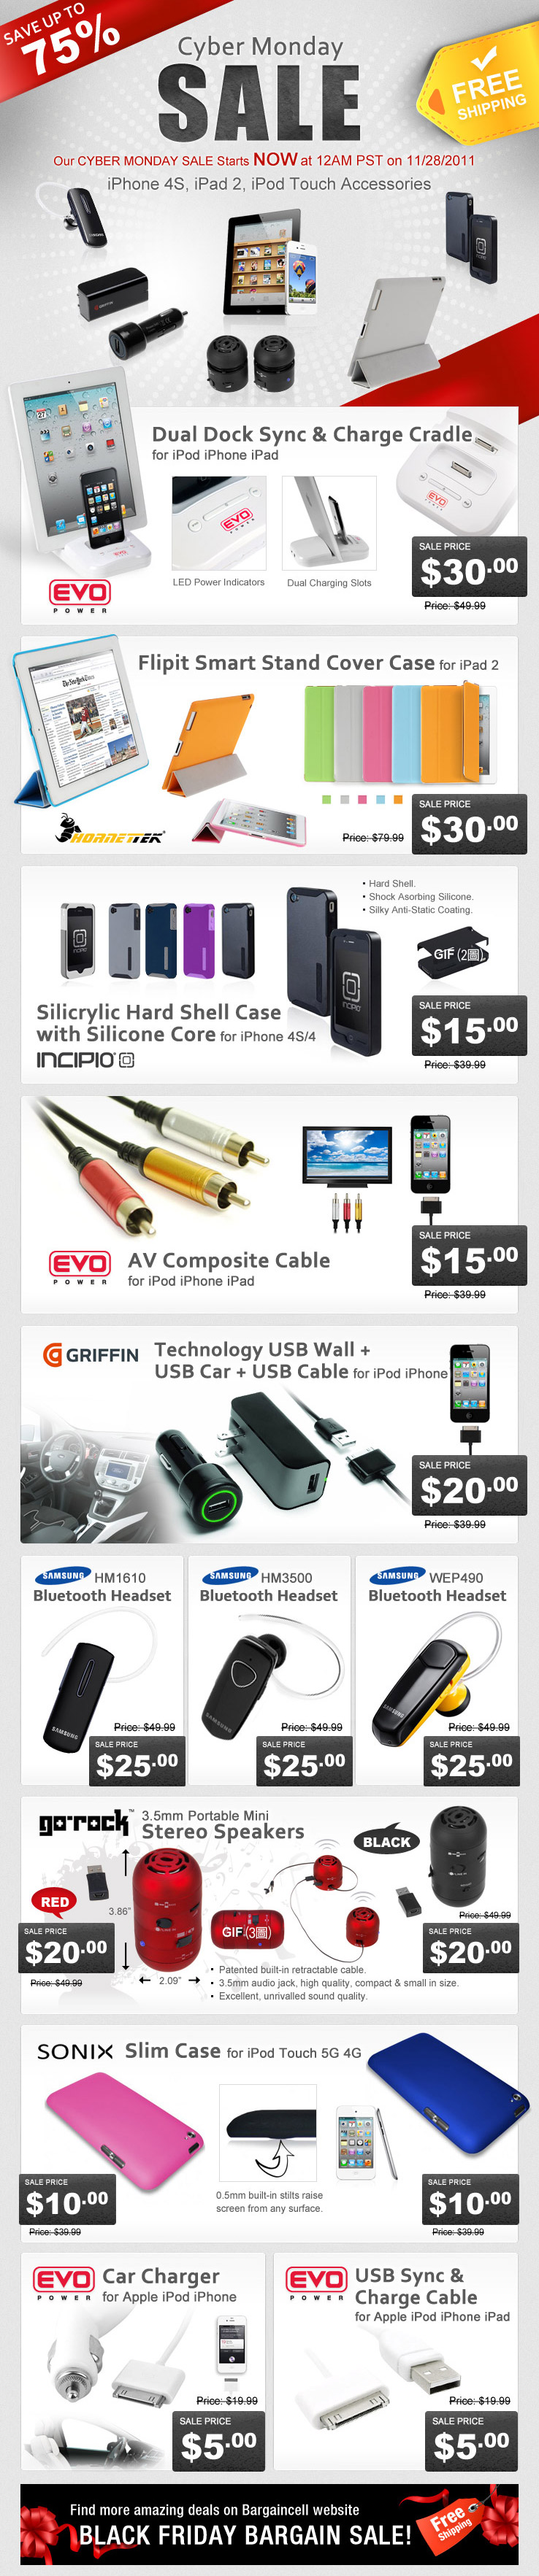 SAVE UP TO
75%
Cyber Monday
SALE
FREE
SHIPPING
Our CYBER MONDAY SALE Starts NOW at 12AM PST on 11/28/2011
iPhone 4S, iPad 2, iPod Touch Accessories
Dual Dock Sync & Charge Cradle
for iPod iPhone iPad
EVO
POWER
LED Power Indicators
Dual Charging Slots
EVO
POWER
EVO
POWER
SALE PRICE
$30.00
Price: $49.99
Flipit Smart Stand Cover Case for iPad 2
The New York Times
HORNETTEK
Price: $79.99
SALE PRICE
$30.00
• Hard Shell.
• Shock Asorbing Silicone.
• Silky Anti-Static Coating.
GIF (2圖)
incipio
incipio
Silicrylic Hard Shell Case
with Silicone Core for iPhone 4S/4
INCIPIO
SALE PRICE
$15.00
Price: $39.99
EVO
POWER
AV Composite Cable
for iPod iPhone iPad
SALE PRICE
$15.00
Price: $39.99
GRIFFIN
Technology USB Wall +
USB Car + USB Cable for iPod iPhone
SALE PRICE
$20.00
Price: $39.99
SAMSUNG HM1610
Bluetooth Headset
SAMSUNG
Price: $49.99
SALE PRICE
$25.00
SAMSUNG HM3500
Bluetooth Headset
SAMSUNG
Price: $49.99
SALE PRICE
$25.00
SAMSUNG WEP490
Bluetooth Headset
SAMSUNG
Price: $49.99
SALE PRICE
$25.00
go•rock™
3.5mm Portable Mini
Stereo Speakers
BLACK
RED
3.86"
2.09"
GIF (3圖)
SALE PRICE
$20.00
Price: $49.99
Price: $49.99
SALE PRICE
$20.00
• Patented built-in retractable cable.
• 3.5mm audio jack, high quality, compact & small in size.
• Excellent, unrivalled sound quality.
SONIX Slim Case for iPod Touch 5G 4G
SALE PRICE
$10.00
Price: $39.99
0.5mm built-in stilts raise
screen from any surface.
SALE PRICE
$10.00
Price: $39.99
EVO
POWER
Car Charger
for Apple iPod iPhone
Price: $19.99
SALE PRICE
$5.00
EVO
POWER
USB Sync &
Charge Cable
for Apple iPod iPhone iPad
Price: $19.99
SALE PRICE
$5.00
Find more amazing deals on Bargaincell website
BLACK FRIDAY BARGAIN SALE!
Free
Shipping